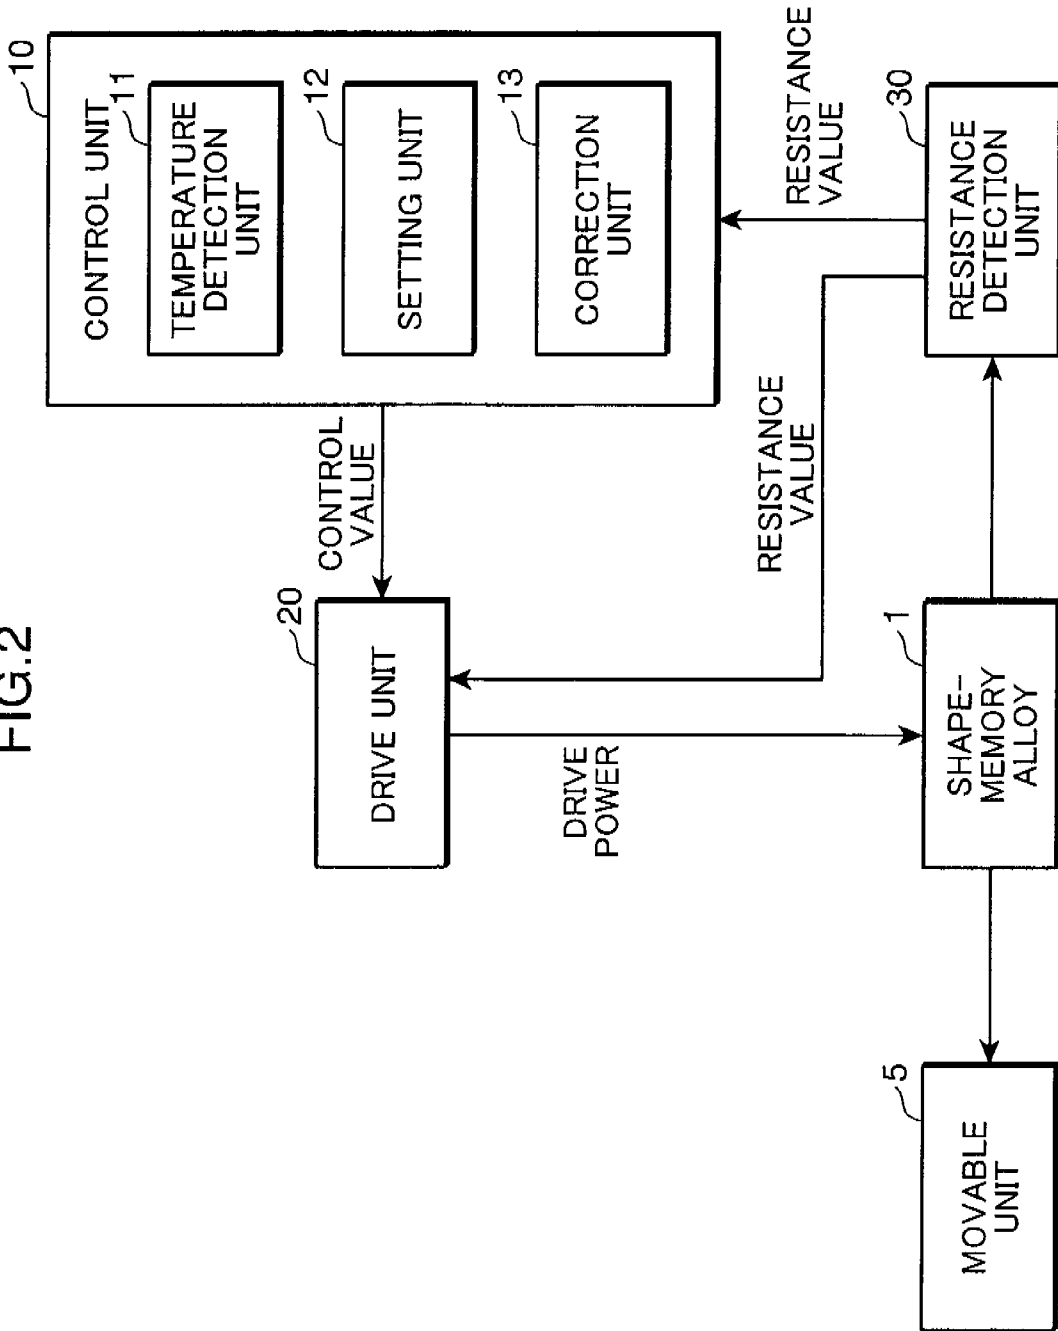 FIG.2
10
CONTROL UNIT
11
TEMPERATURE
DETECTION
UNIT
12
SETTING UNIT
13
CORRECTION
UNIT
CONTROL
VALUE
RESISTANCE
VALUE
20
DRIVE UNIT
RESISTANCE
VALUE
30
RESISTANCE
DETECTION
UNIT
DRIVE
POWER
1
SHAPE-
MEMORY
ALLOY
5
MOVABLE
UNIT